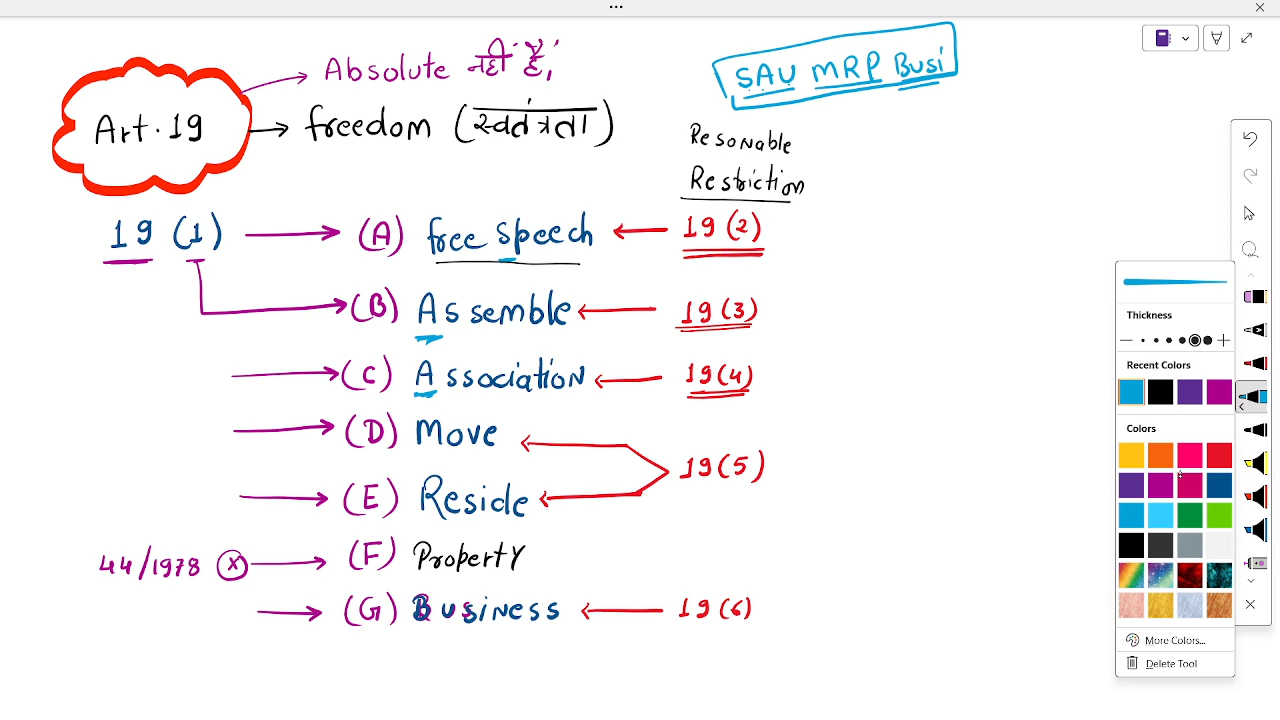 Absolute नहीं है,
SAU MRP Busi
Art. 19 → freedom (स्वतंत्रता)
Resonable
Restriction
19 (1) → (A) free speech ← 19 (2)
(B) Assemble ← 19 (3)
(C) Association ← 19 (4)
(D) Move
19 (5)
(E) Reside
44/1978 (x) → (F) Property
(G) Business ← 19 (6)
Thickness
Recent Colors
Colors
More Colors...
Delete Tool